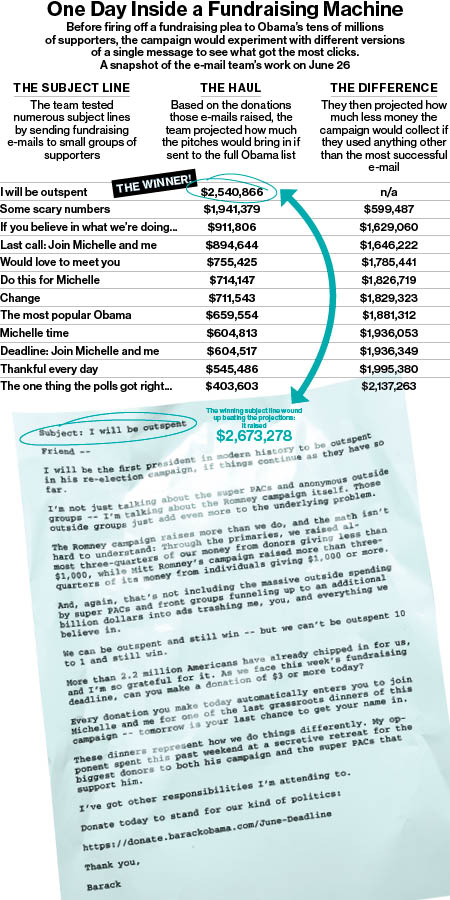 One Day Inside a Fundraising Machine
Before firing off a fundraising plea to Obama's tens of millions
of supporters, the campaign would experiment with different versions
of a single message to see what got the most clicks.
A snapshot of the e-mail team's work on June 26
THE SUBJECT LINE
The team tested
numerous subject lines
by sending fundraising
e-mails to small groups of
supporters
THE HAUL
Based on the donations
those e-mails raised, the
team projected how much
the pitches would bring in if
sent to the full Obama list
THE DIFFERENCE
They then projected how
much less money the
campaign would collect if
they used anything other
than the most successful
e-mail
THE WINNER!
I will be outspent $2,540,866 n/a
Some scary numbers $1,941,379 $599,487
If you believe in what we're doing... $911,806 $1,629,060
Last call: Join Michelle and me $894,644 $1,646,222
Would love to meet you $755,425 $1,785,441
Do this for Michelle $714,147 $1,826,719
Change $711,543 $1,829,323
The most popular Obama $659,554 $1,881,312
Michelle time $604,813 $1,936,053
Deadline: Join Michelle and me $604,517 $1,936,349
Thankful every day $545,486 $1,995,380
The one thing the polls got right... $403,603 $2,137,263
The winning subject line wound
up beating the projections:
It raised
$2,673,278
Subject: I will be outspent
Friend --
I will be the first president in modern history to be outspent
in his re-election campaign, if things continue as they have so
far.
I'm not just talking about the super PACs and anonymous outside
groups -- I'm talking about the Romney campaign itself. Those
outside groups just add even more to the underlying problem.
The Romney campaign raises more than we do, and the math isn't
hard to understand: Through the primaries, we raised al-
most three-quarters of our money from donors giving less than
$1,000, while Mitt Romney's campaign raised more than three-
quarters of its money from individuals giving $1,000 or more.
And, again, that's not including the massive outside spending
by super PACs and front groups funneling up to an additional
billion dollars into ads trashing me, you, and everything we
believe in.
We can be outspent and still win -- but we can't be outspent 10
to 1 and still win.
More than 2.2 million Americans have already chipped in for us,
and I'm so grateful for it. As we face this week's fundraising
deadline, can you make a donation of $3 or more today?
Every donation you make today automatically enters you to join
Michelle and me for one of the last grassroots dinners of this
campaign -- tomorrow is your last chance to get your name in.
These dinners represent how we do things differently. My op-
ponent spent this past weekend at a secretive retreat for the
biggest donors to both his campaign and the super PACs that
support him.
I've got other responsibilities I'm attending to.
Donate today to stand for our kind of politics:
https://donate.barackobama.com/June-Deadline
Thank you,
Barack